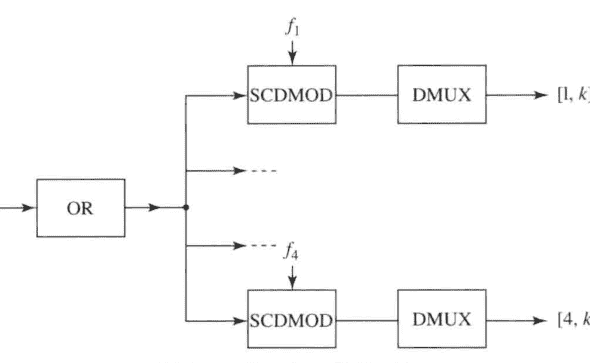 f₁
SCDMOD
DMUX
[1, k]
OR
f₄
SCDMOD
DMUX
[4, k